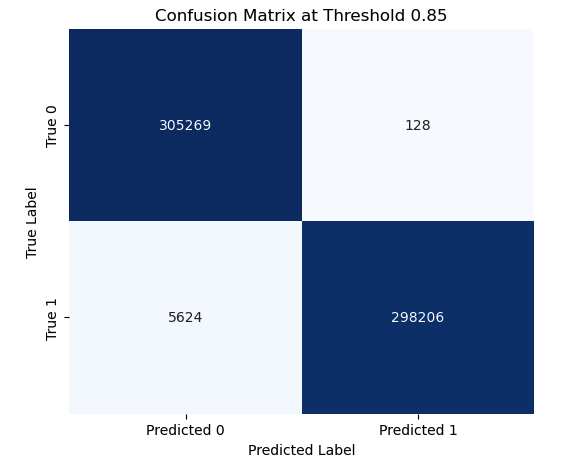 Confusion Matrix at Threshold 0.85
True Label
True 0
305269
128
True 1
5624
298206
Predicted 0
Predicted 1
Predicted Label